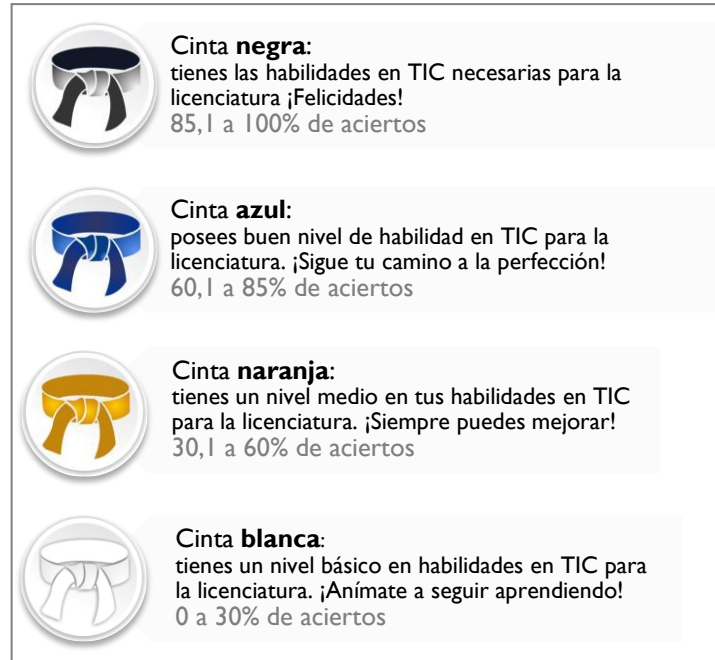 Cinta negra:
tienes las habilidades en TIC necesarias para la
licenciatura ¡Felicidades!
85,1 a 100% de aciertos
Cinta azul:
posees buen nivel de habilidad en TIC para la
licenciatura. ¡Sigue tu camino a la perfección!
60,1 a 85% de aciertos
Cinta naranja:
tienes un nivel medio en tus habilidades en TIC
para la licenciatura. ¡Siempre puedes mejorar!
30,1 a 60% de aciertos
Cinta blanca:
tienes un nivel básico en habilidades en TIC para
la licenciatura. ¡Anímate a seguir aprendiendo!
0 a 30% de aciertos